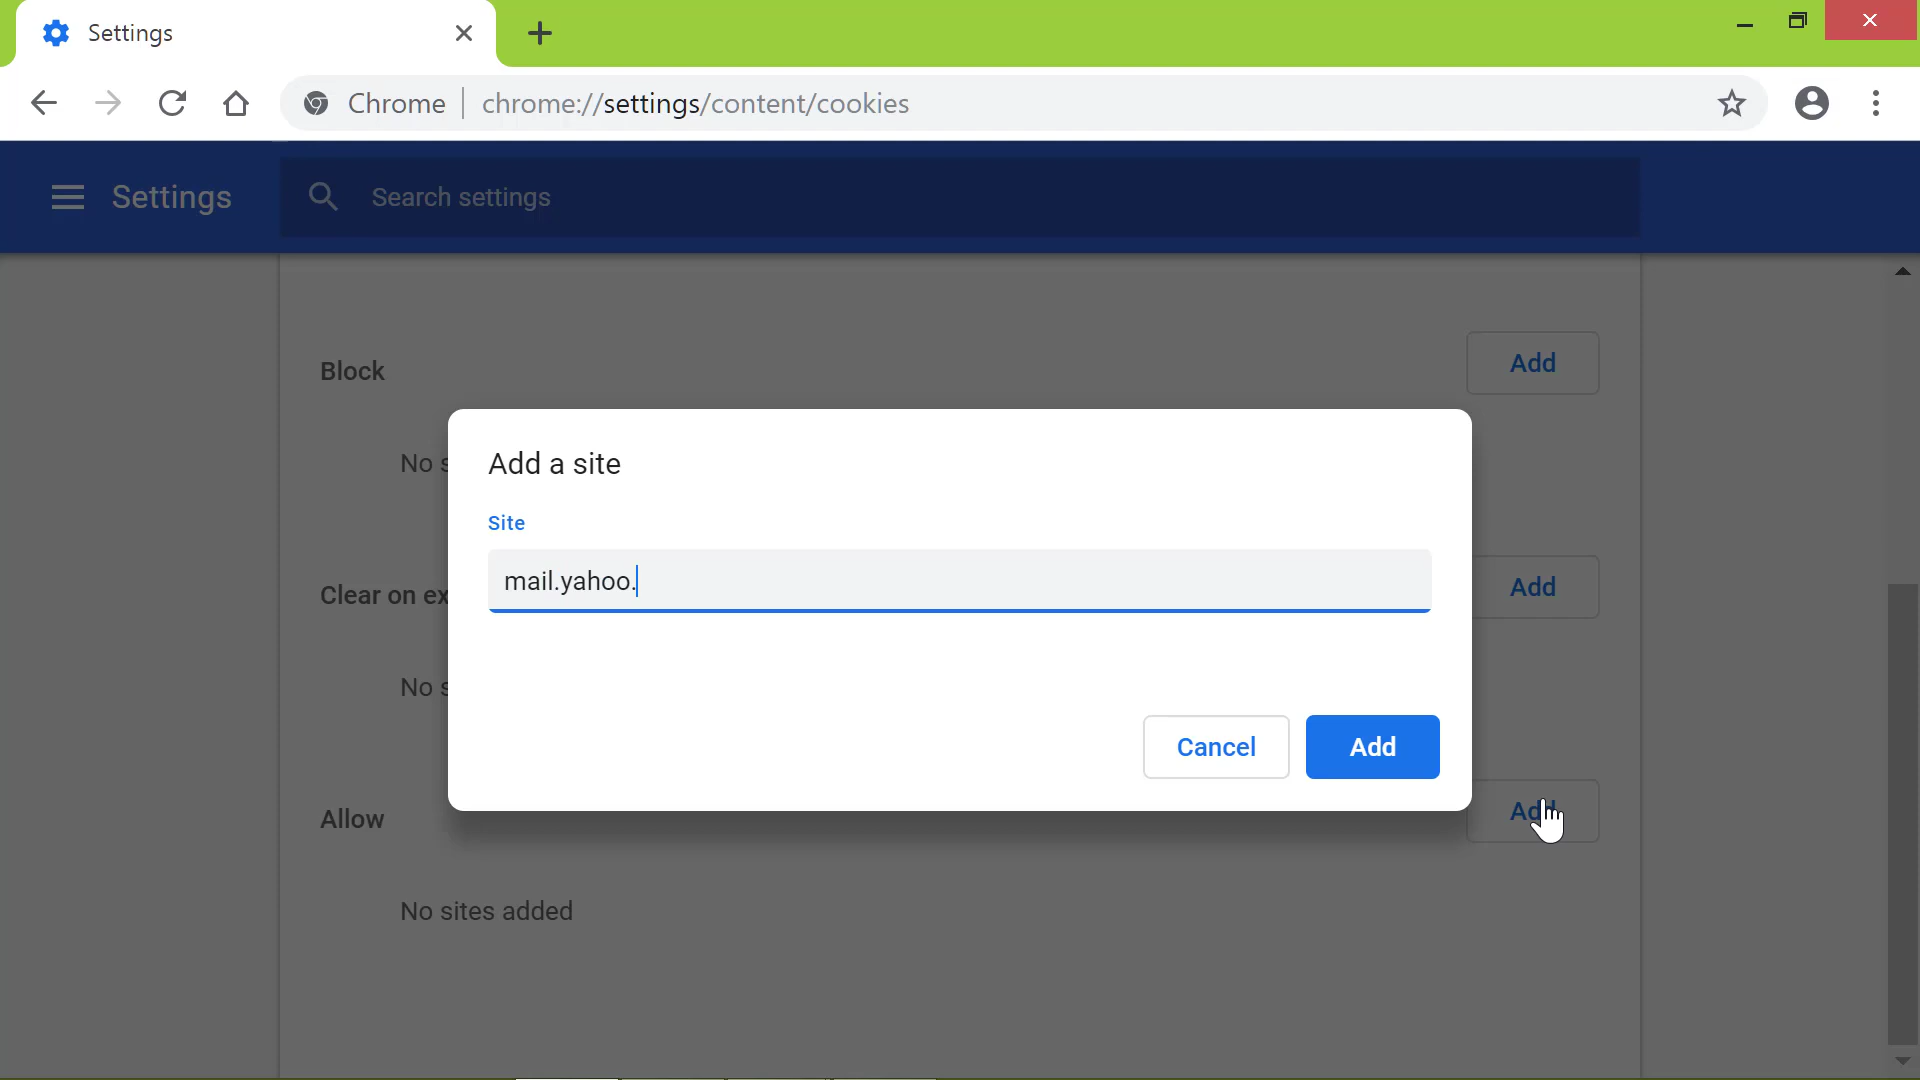 Settings
Chrome chrome://settings/content/cookies
Settings Search settings
Block Add
No s
Add a site
Site
mail.yahoo.
Clear on ex Add
No s
Cancel Add
Allow Add
No sites added